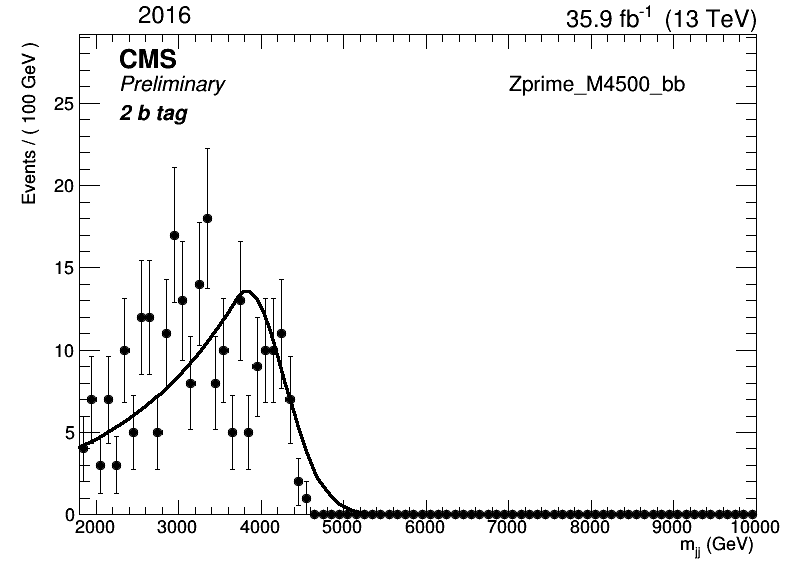 2016
35.9 fb⁻¹ (13 TeV)
CMS
Preliminary
2 b tag
Zprime_M4500_bb
Events / ( 100 GeV )
25
20
15
10
5
0
2000 3000 4000 5000 6000 7000 8000 9000 10000
m_jj (GeV)